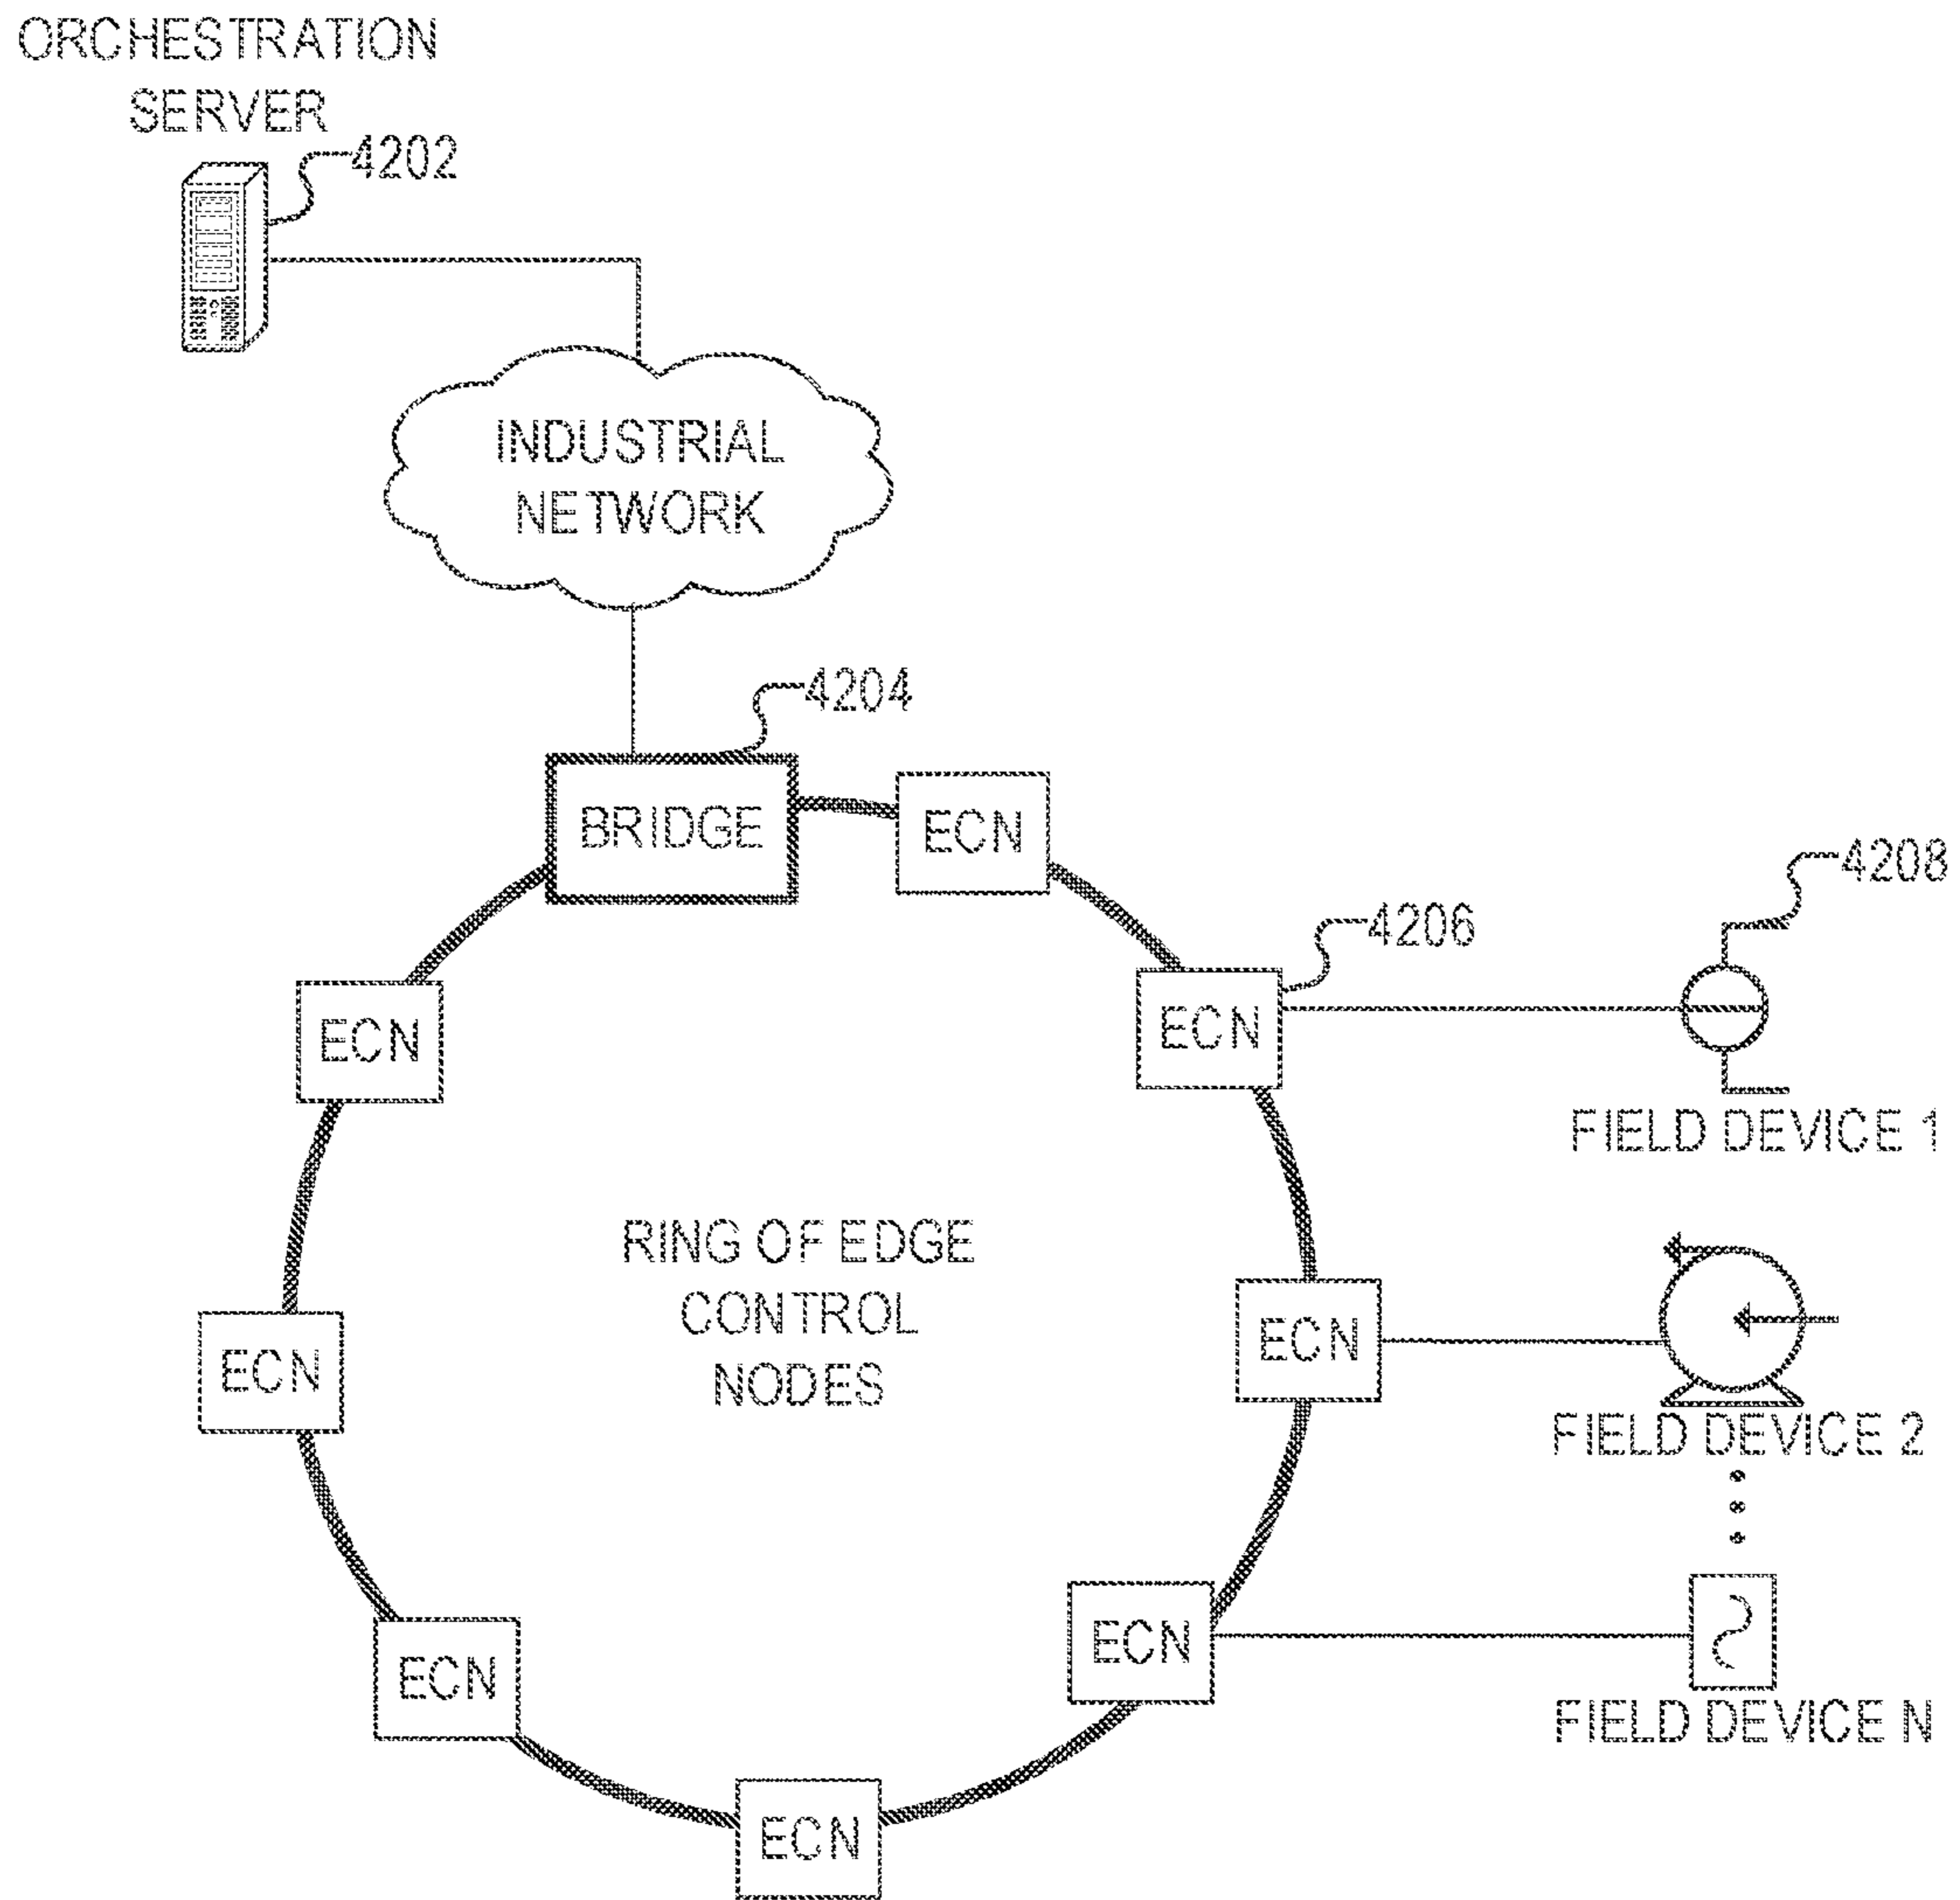 ORCHESTRATION
SERVER
4202
INDUSTRIAL
NETWORK
4204
BRIDGE
ECN
4208
4206
ECN
ECN
FIELD DEVICE 1
RING OF EDGE
CONTROL
NODES
ECN
ECN
FIELD DEVICE 2
ECN
ECN
FIELD DEVICE N
ECN